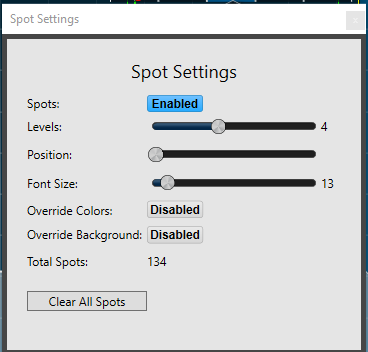 Spot Settings
Spot Settings
Spots: Enabled
Levels: 4
Position:
Font Size: 13
Override Colors: Disabled
Override Background: Disabled
Total Spots: 134
Clear All Spots